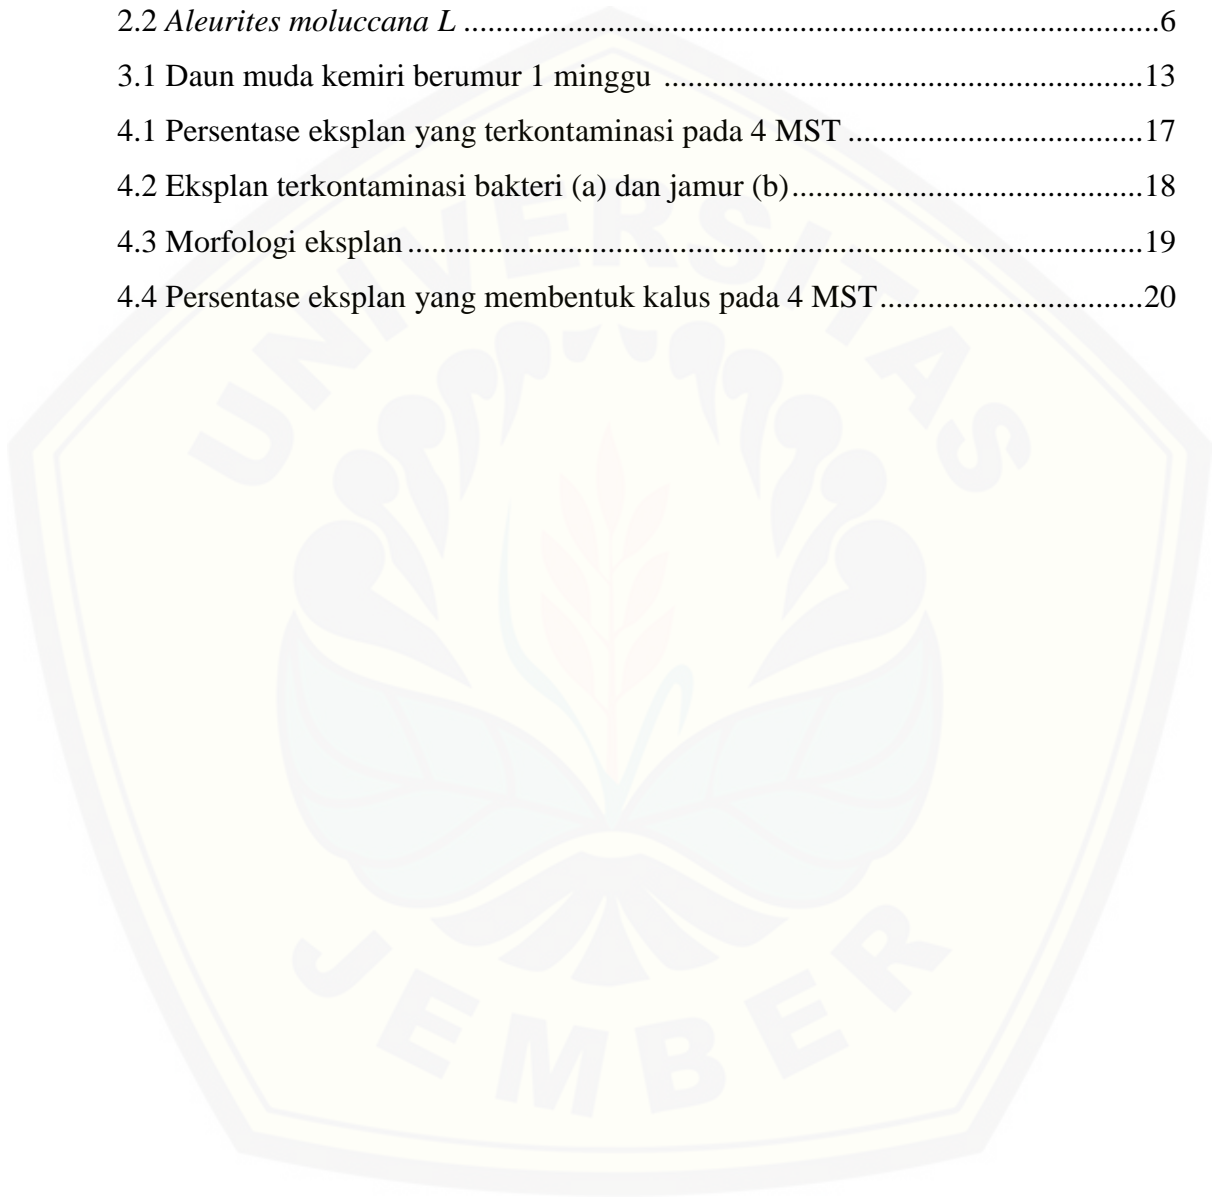 2.2 Aleurites moluccana L ........................................................................................6
3.1 Daun muda kemiri berumur 1 minggu .............................................................13
4.1 Persentase eksplan yang terkontaminasi pada 4 MST .....................................17
4.2 Eksplan terkontaminasi bakteri (a) dan jamur (b)............................................18
4.3 Morfologi eksplan ............................................................................................19
4.4 Persentase eksplan yang membentuk kalus pada 4 MST.................................20
UNIVERSITAS
JEMBER